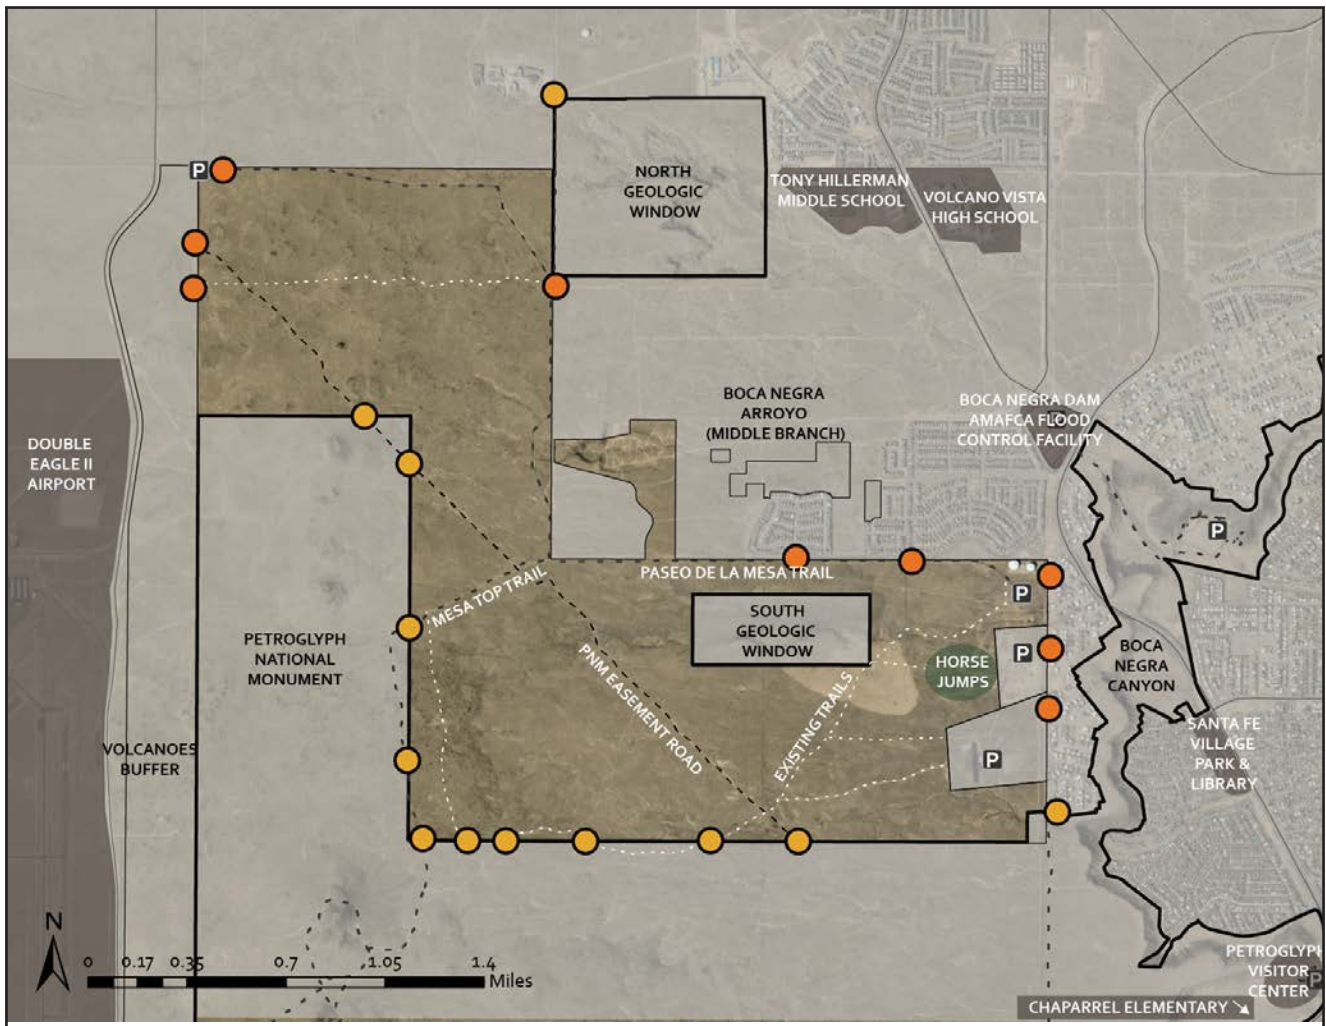 P
NORTH
GEOLOGIC
WINDOW
TONY HILLERMAN
MIDDLE SCHOOL
VOLCANO VISTA
HIGH SCHOOL
BOCA NEGRA
ARROYO
(MIDDLE BRANCH)
BOCA NEGRA DAM
AMAFCA FLOOD
CONTROL FACILITY
DOUBLE
EAGLE II
AIRPORT
P
MESA TOP TRAIL
PASEO DE LA MESA TRAIL
P
SOUTH
GEOLOGIC
WINDOW
PETROGLYPH
NATIONAL
MONUMENT
PNM EASEMENT ROAD
HORSE
JUMPS
P
BOCA
NEGRA
CANYON
EXISTING TRAILS
VOLCANOES
BUFFER
P
SANTA FE
VILLAGE
PARK &
LIBRARY
N
0 0.17 0.35 0.7 1.05 1.4
Miles
PETROGLYPH
VISITOR
CENTER
P
CHAPARREL ELEMENTARY